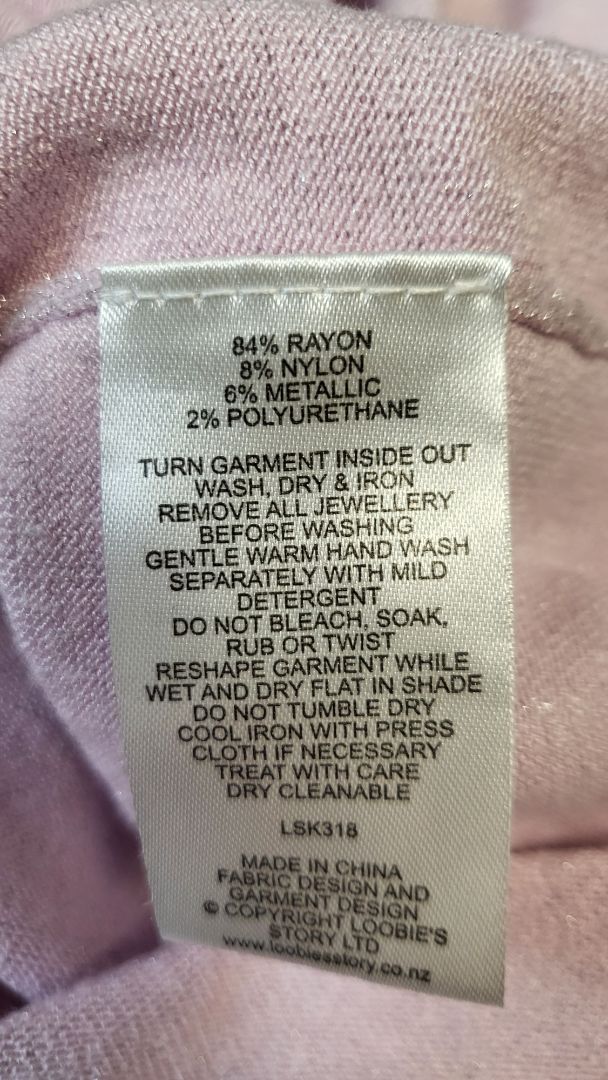 84% RAYON
8% NYLON
6% METALLIC
2% POLYURETHANE
TURN GARMENT INSIDE OUT
WASH, DRY & IRON
REMOVE ALL JEWELLERY
BEFORE WASHING
GENTLE WARM HAND WASH
SEPARATELY WITH MILD
DETERGENT
DO NOT BLEACH, SOAK,
RUB OR TWIST
RESHAPE GARMENT WHILE
WET AND DRY FLAT IN SHADE
DO NOT TUMBLE DRY
COOL IRON WITH PRESS
CLOTH IF NECESSARY
TREAT WITH CARE
DRY CLEANABLE
LSK318
MADE IN CHINA
FABRIC DESIGN AND
GARMENT DESIGN
© COPYRIGHT LOOBIE'S
STORY LTD
www.loobiesstory.co.nz